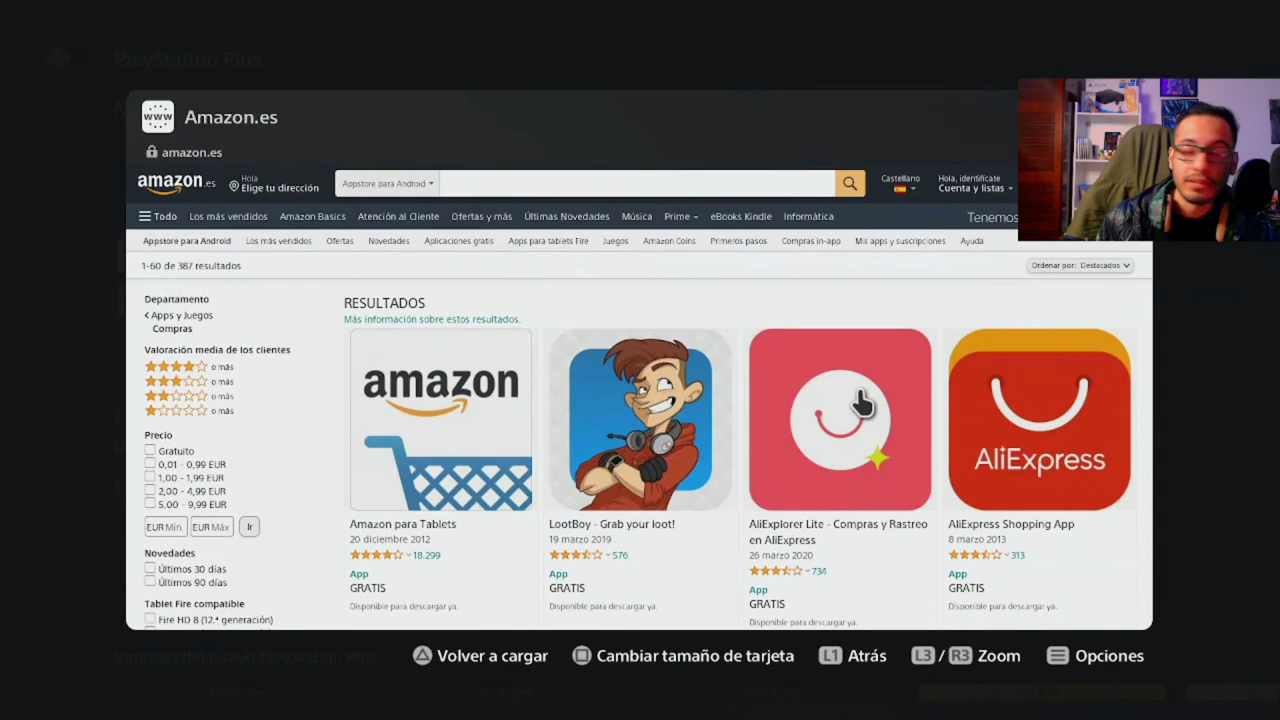 PlayStation Plus
www
Amazon.es
amazon.es
amazon.es
Hola
Elige tu dirección
Appstore para Android
Castellano
Hola, identifícate
Cuenta y listas
Todo
Los más vendidos
Amazon Basics
Atención al Cliente
Ofertas y más
Últimas Novedades
Música
Prime
eBooks Kindle
Informática
Tenemos
Appstore para Android
Los más vendidos
Ofertas
Novedades
Aplicaciones gratis
Apps para tablets Fire
Juegos
Amazon Coins
Primeros pasos
Compras in-app
Mis apps y suscripciones
Ayuda
1-60 de 387 resultados
Ordenar por: Destacados
Departamento
Apps y Juegos
Compras
Valoración media de los clientes
o más
o más
o más
o más
Precio
Gratuito
0,01 - 0,99 EUR
1,00 - 1,99 EUR
2,00 - 4,99 EUR
5,00 - 9,99 EUR
EUR Mín
EUR Máx
Ir
Novedades
Últimos 30 días
Últimos 90 días
Tablet Fire compatible
Fire HD 8 (12.ª generación)
RESULTADOS
Más información sobre estos resultados.
amazon
Amazon para Tablets
20 diciembre 2012
18.299
App
GRATIS
Disponible para descargar ya.
LootBoy - Grab your loot!
19 marzo 2019
576
App
GRATIS
Disponible para descargar ya.
AliExplorer Lite - Compras y Rastreo
en AliExpress
26 marzo 2020
734
App
GRATIS
Disponible para descargar ya.
AliExpress
AliExpress Shopping App
8 marzo 2013
313
App
GRATIS
Disponible para descargar ya.
Volver a cargar
Cambiar tamaño de tarjeta
L1 Atrás
L3 / R3 Zoom
Opciones